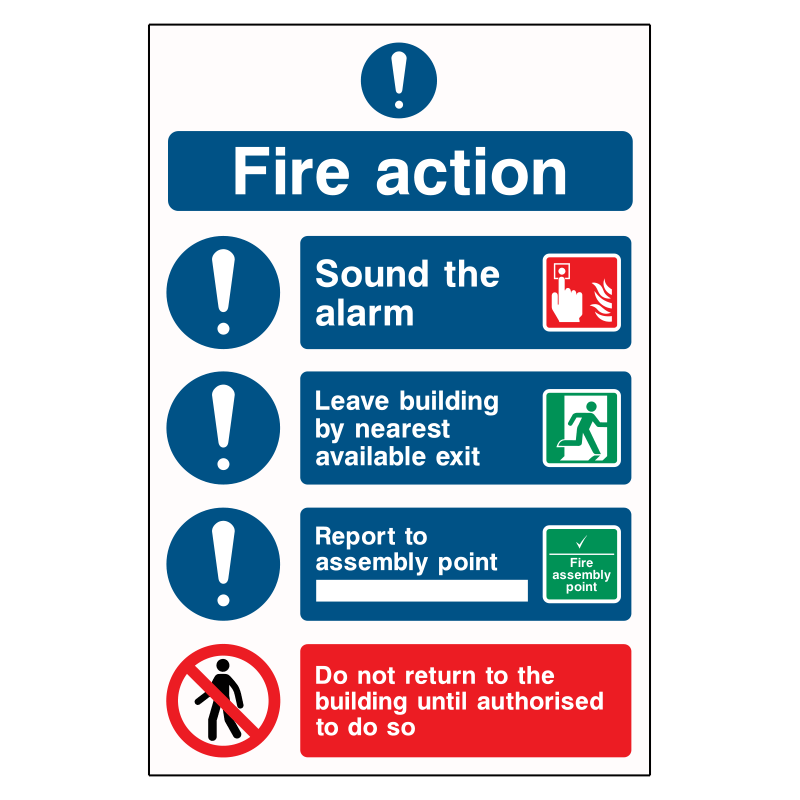 Fire action
Sound the
alarm
Leave building
by nearest
available exit
Report to
assembly point
✓
Fire
assembly
point
Do not return to the
building until authorised
to do so